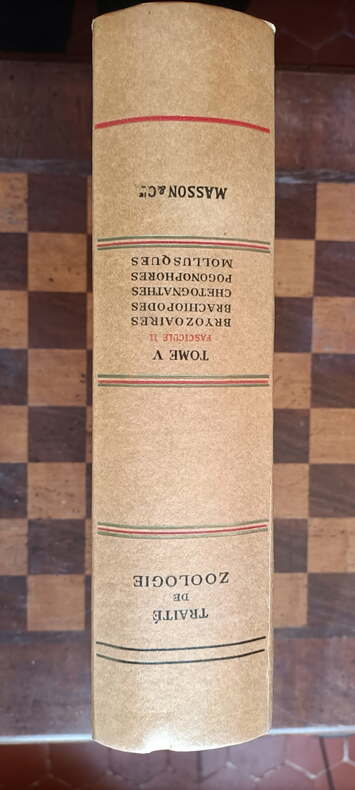 TRAITÉ
DE
ZOOLOGIE
TOME V
FASCICULE II
BRYOZOAIRES
BRACHIOPODES
CHETOGNATHES
POGONOPHORES
MOLLUSQUES
MASSON & Cie